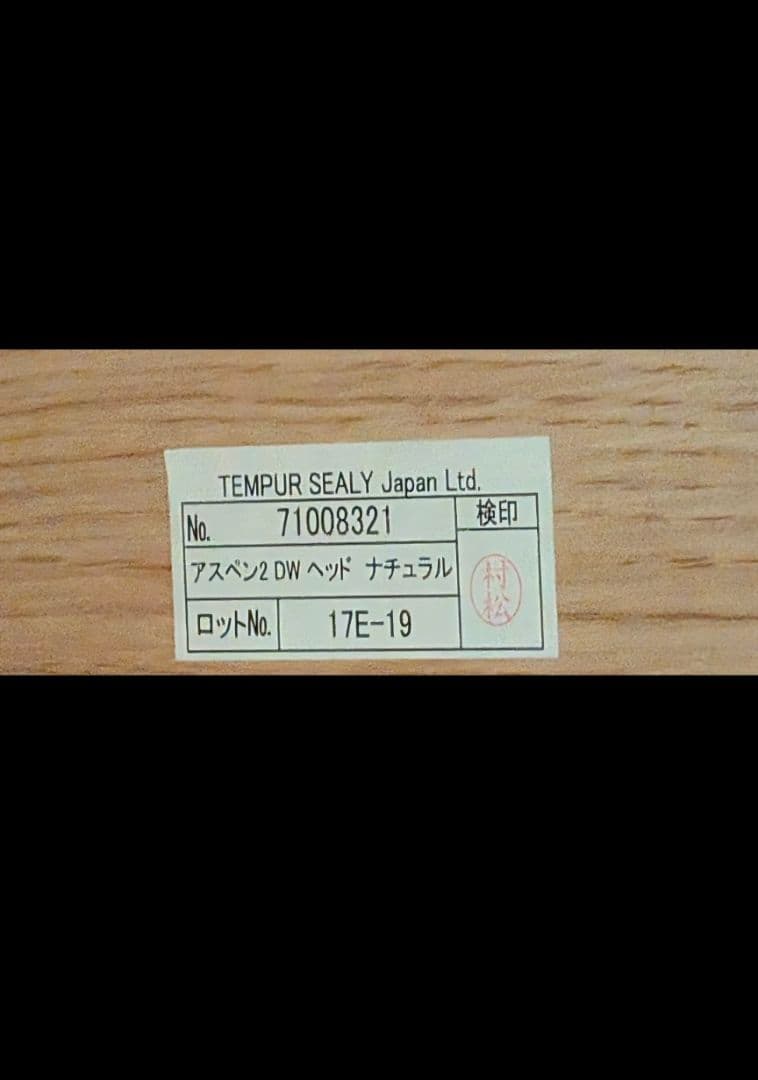 TEMPUR SEALY Japan Ltd.
No. 71008321
検印
アスペン2 DW ヘッド ナチュラル
村松
ロットNo. 17E-19